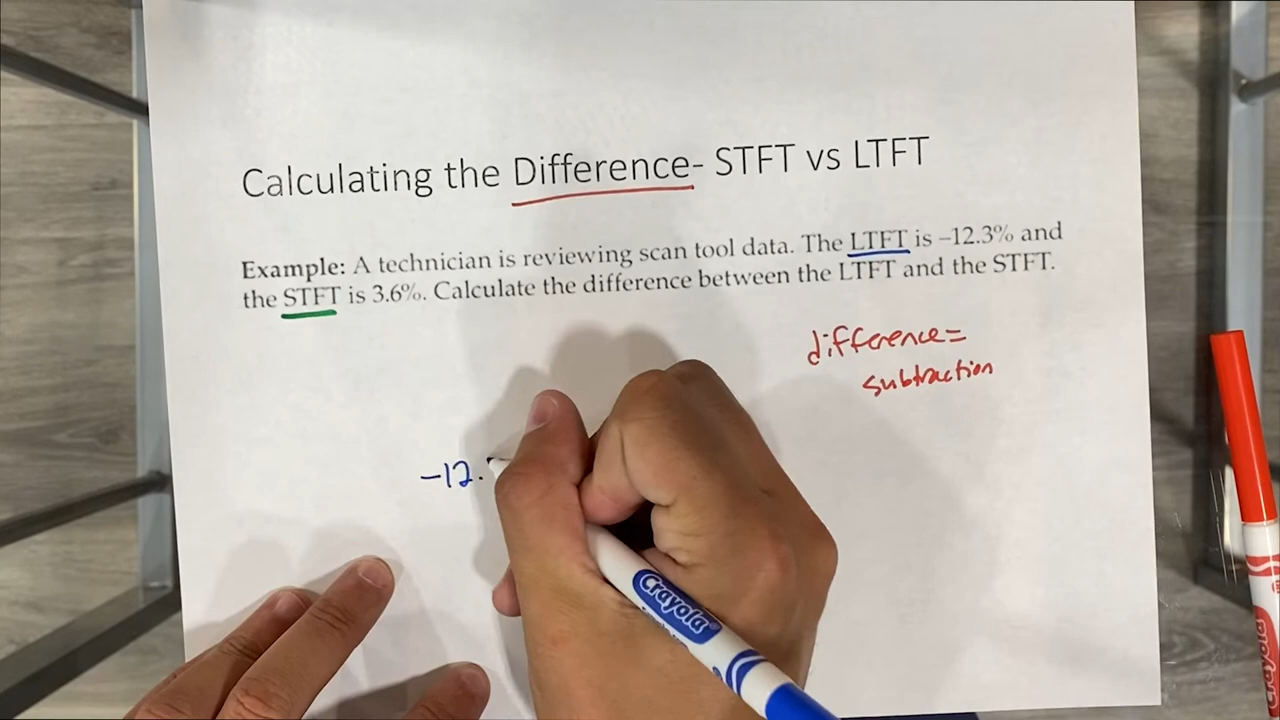 Calculating the Difference- STFT vs LTFT
Example: A technician is reviewing scan tool data. The LTFT is –12.3% and
the STFT is 3.6%. Calculate the difference between the LTFT and the STFT.
difference=
subtraction
-12.
Crayola